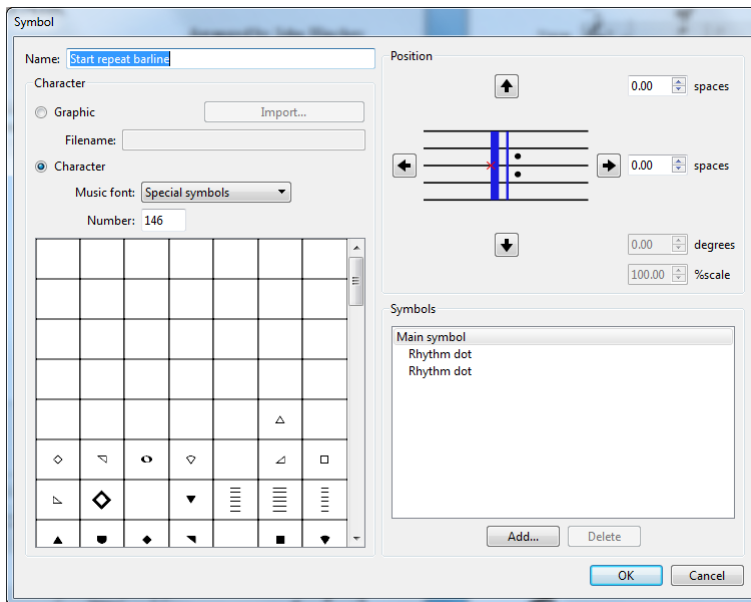 Symbol
Name: Start repeat barline
Character
Graphic
Import...
Filename:
Character
Music font: Special symbols
Number: 146
Position
0.00 spaces
0.00 spaces
0.00 degrees
100.00 %scale
Symbols
Main symbol
Rhythm dot
Rhythm dot
Add... Delete
OK Cancel